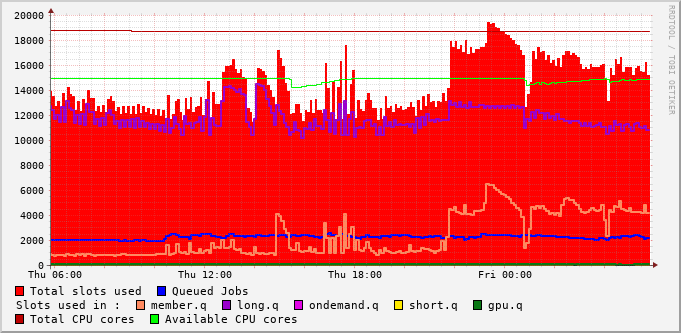 20000
18000
16000
14000
12000
10000
8000
6000
4000
2000
0
Thu 06:00 Thu 12:00 Thu 18:00 Fri 00:00
RRDTOOL / TOBI OETIKER
Total slots used Queued Jobs
Slots used in : member.q long.q ondemand.q short.q gpu.q
Total CPU cores Available CPU cores